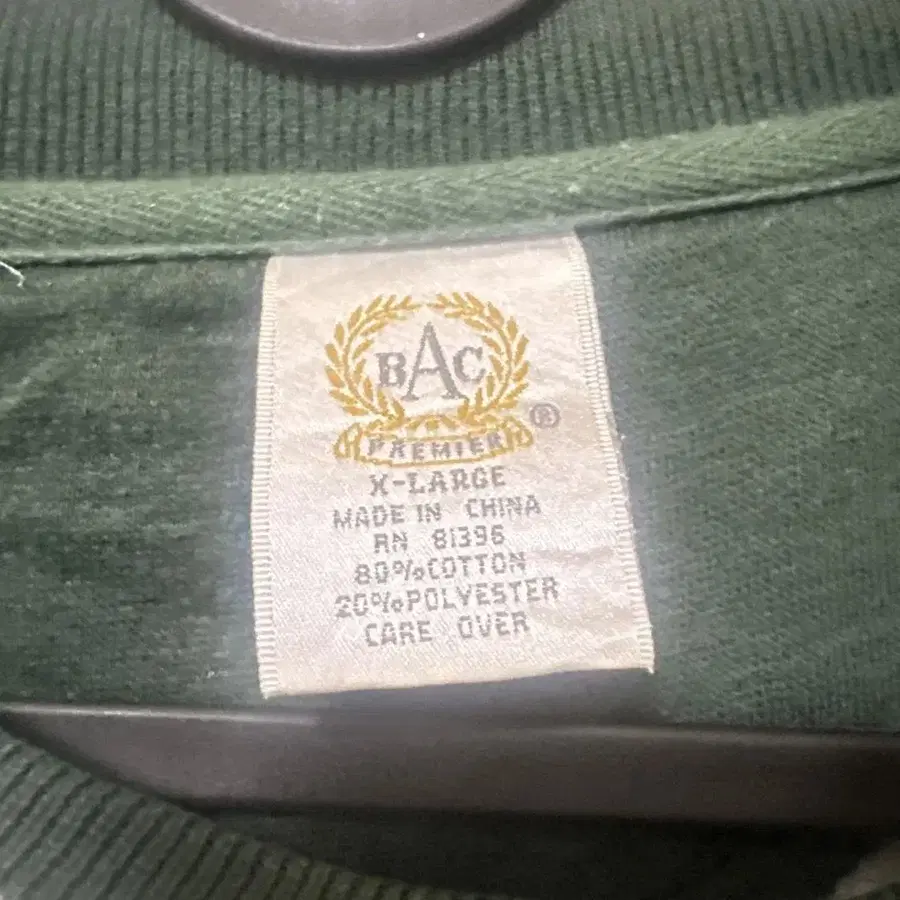 BAC
®
PREMIER
X-LARGE
MADE IN CHINA
RN 81396
80%COTTON
20%POLYESTER
CARE OVER